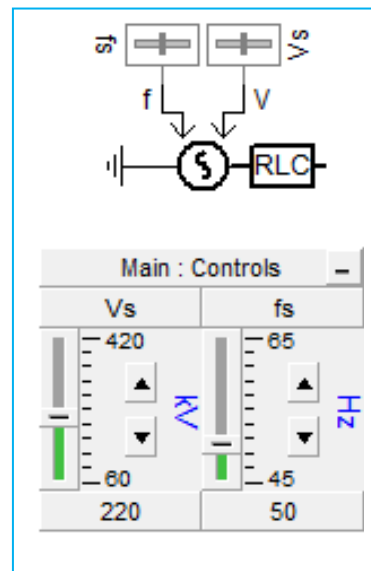 fs Vs
f V
RLC
Main : Controls
Vs fs
420 65
kV Hz
60 45
220 50